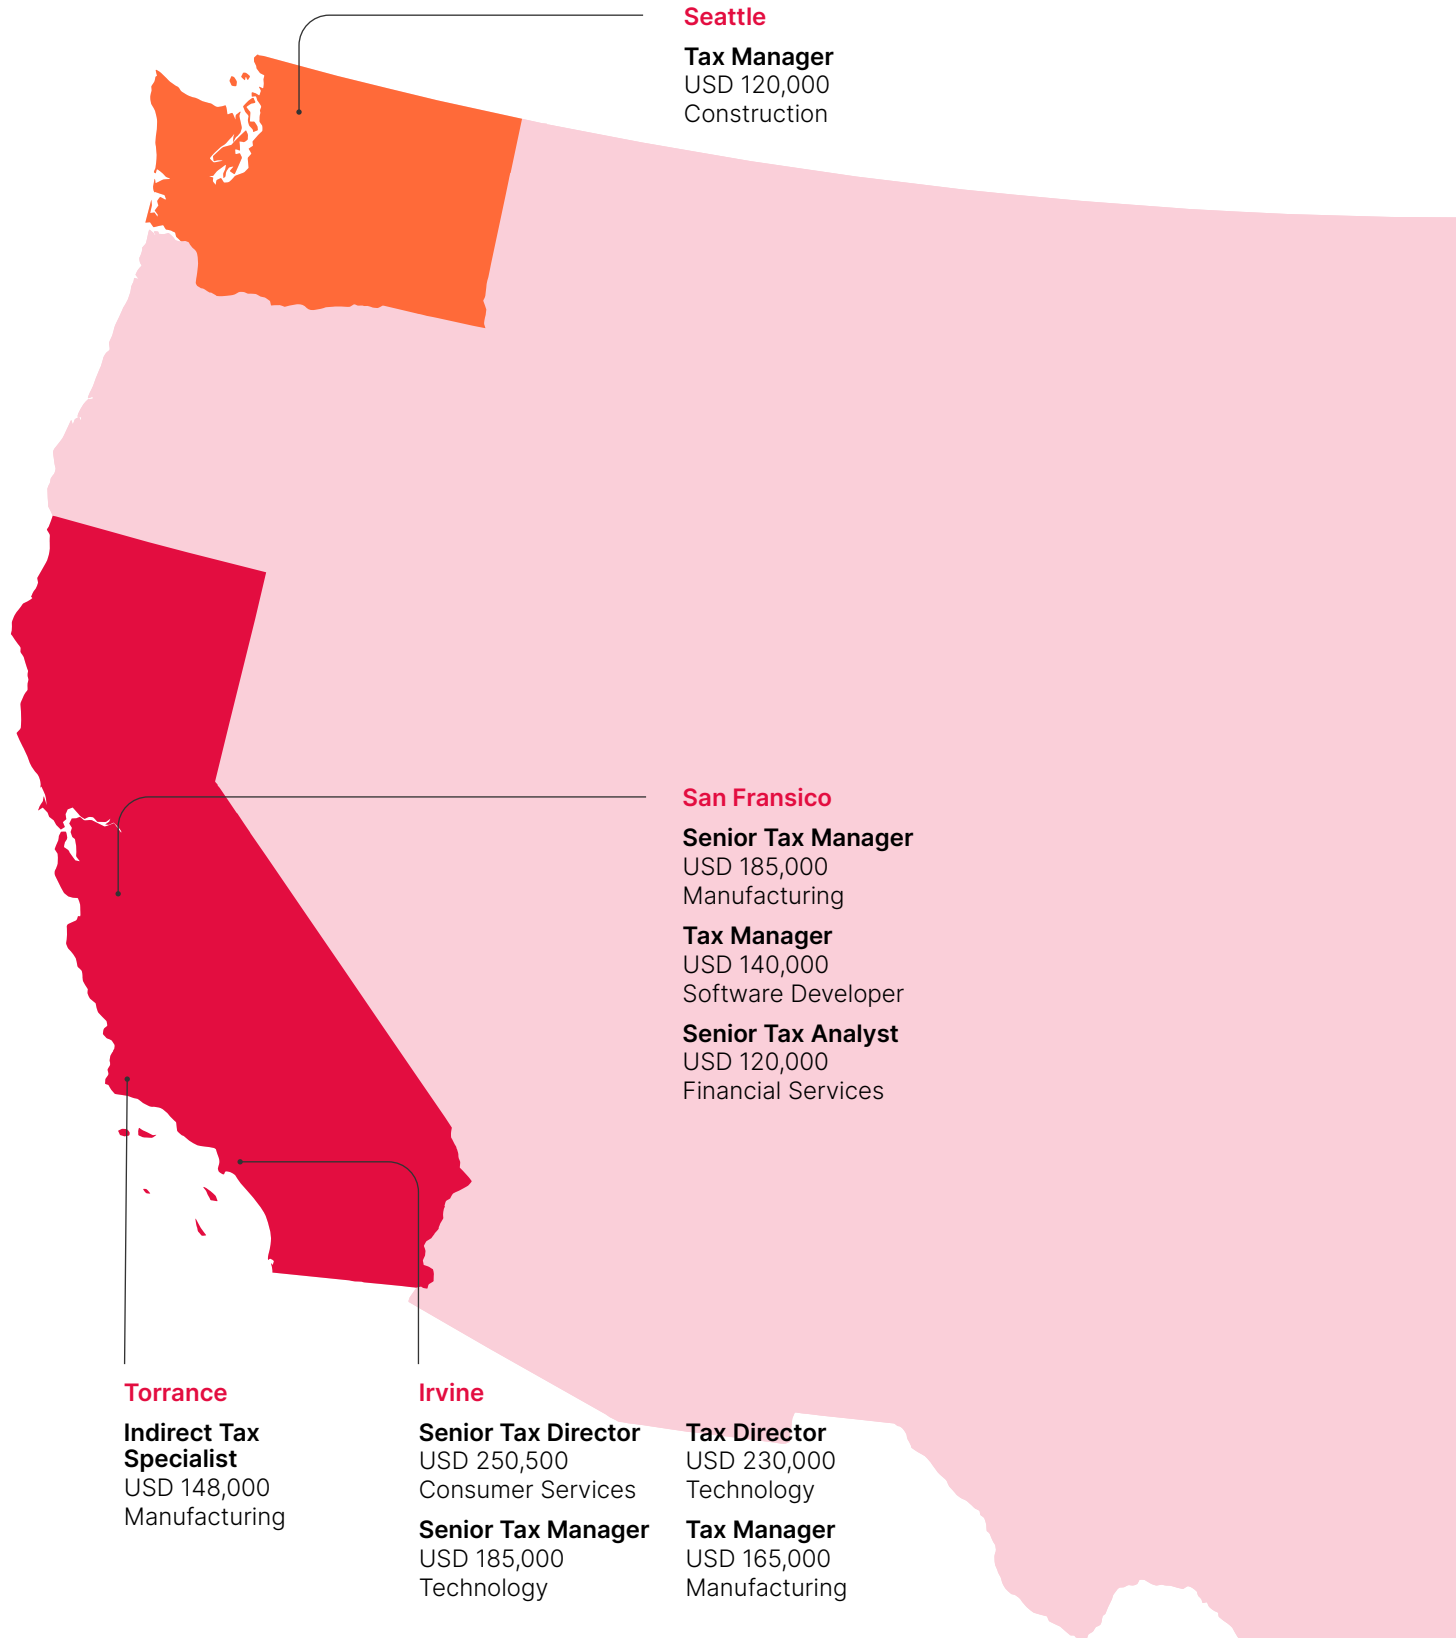 Seattle
Tax Manager
USD 120,000
Construction
San Fransico
Senior Tax Manager
USD 185,000
Manufacturing
Tax Manager
USD 140,000
Software Developer
Senior Tax Analyst
USD 120,000
Financial Services
Torrance
Indirect Tax
Specialist
USD 148,000
Manufacturing
Irvine
Senior Tax Director
USD 250,500
Consumer Services
Senior Tax Manager
USD 185,000
Technology
Tax Director
USD 230,000
Technology
Tax Manager
USD 165,000
Manufacturing